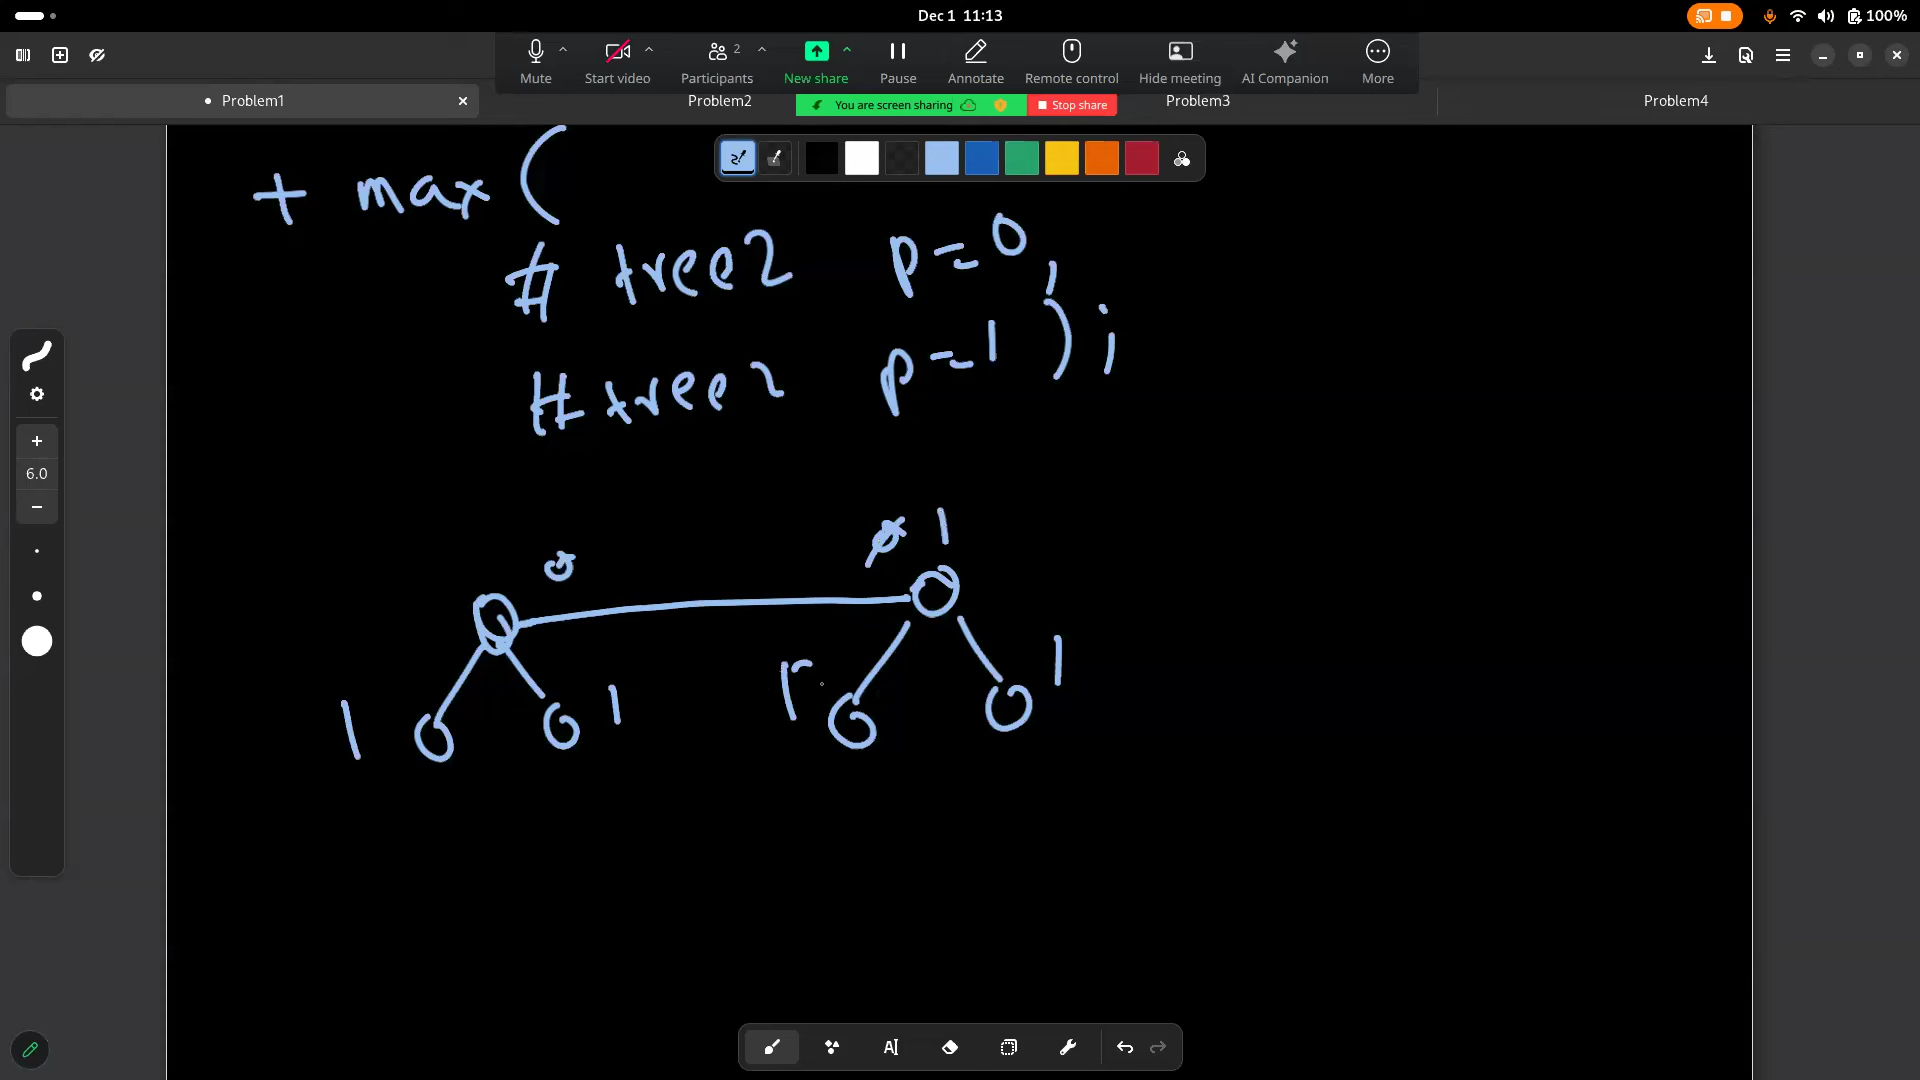 Dec 1 11:13
100%
Mute
Start video
Participants 2
New share
Pause
Annotate
Remote control
Hide meeting
AI Companion
More
Problem1
Problem2
You are screen sharing
Stop share
Problem3
Problem4
+ max(
# tree2 p=0,
# tree2 p=1 );
6.0
0 1
0
1 1 1